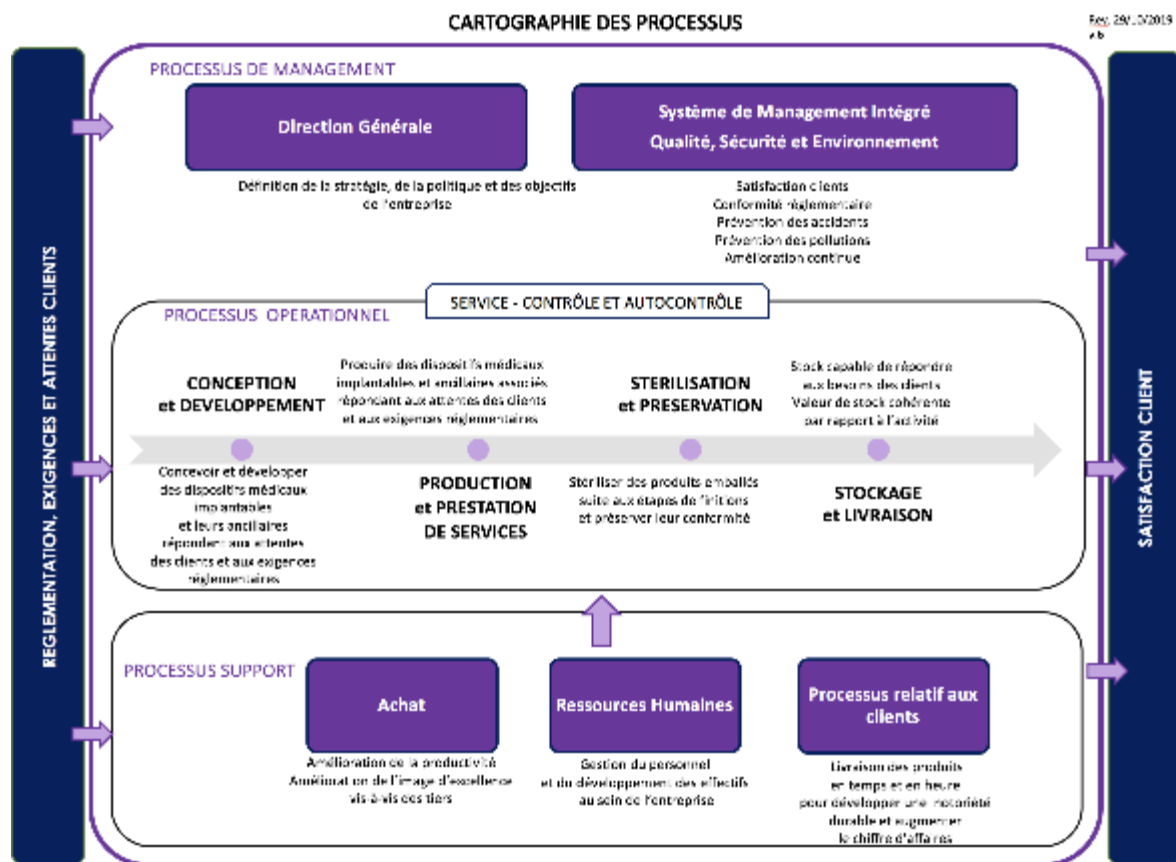 CARTOGRAPHIE DES PROCESSUS
Rev. 29/10/2019
REGLEMENTATION, EXIGENCES ET ATTENTES CLIENTS
PROCESSUS DE MANAGEMENT
Direction Générale
Définition de la stratégie, de la politique et des objectifs
de l'entreprise
Système de Management Intégré
Qualité, Sécurité et Environnement
Satisfaction clients
Conformité réglementaire
Prévention des accidents
Prévention des pollutions
Amélioration continue
SERVICE - CONTRÔLE ET AUTOCONTRÔLE
PROCESSUS OPERATIONNEL
CONCEPTION
et DEVELOPPEMENT
Concevoir et développer
des dispositifs médicaux
implantables
et leurs ancillaires
répondant aux attentes
des clients et aux exigences
réglementaires
Produire des dispositifs médicaux
implantables et ancillaires associés
répondant aux attentes des clients
et aux exigences réglementaires
PRODUCTION
et PRESTATION
DE SERVICES
STERILISATION
et PRESERVATION
Stériliser des produits emballés
suite aux étapes de finitions
et préserver leur conformité
Stock capable de répondre
aux besoins des clients
Valeur de stock cohérente
par rapport à l'activité
STOCKAGE
et LIVRAISON
PROCESSUS SUPPORT
Achat
Amélioration de la productivité
Amélioration de l'image d'excellence
vis-à-vis des tiers
Ressources Humaines
Gestion du personnel
et du développement des effectifs
au sein de l'entreprise
Processus relatif aux
clients
Livraison des produits
en temps et en heure
pour développer une notoriété
durable et augmenter
le chiffre d'affaires
SATISFACTION CLIENT